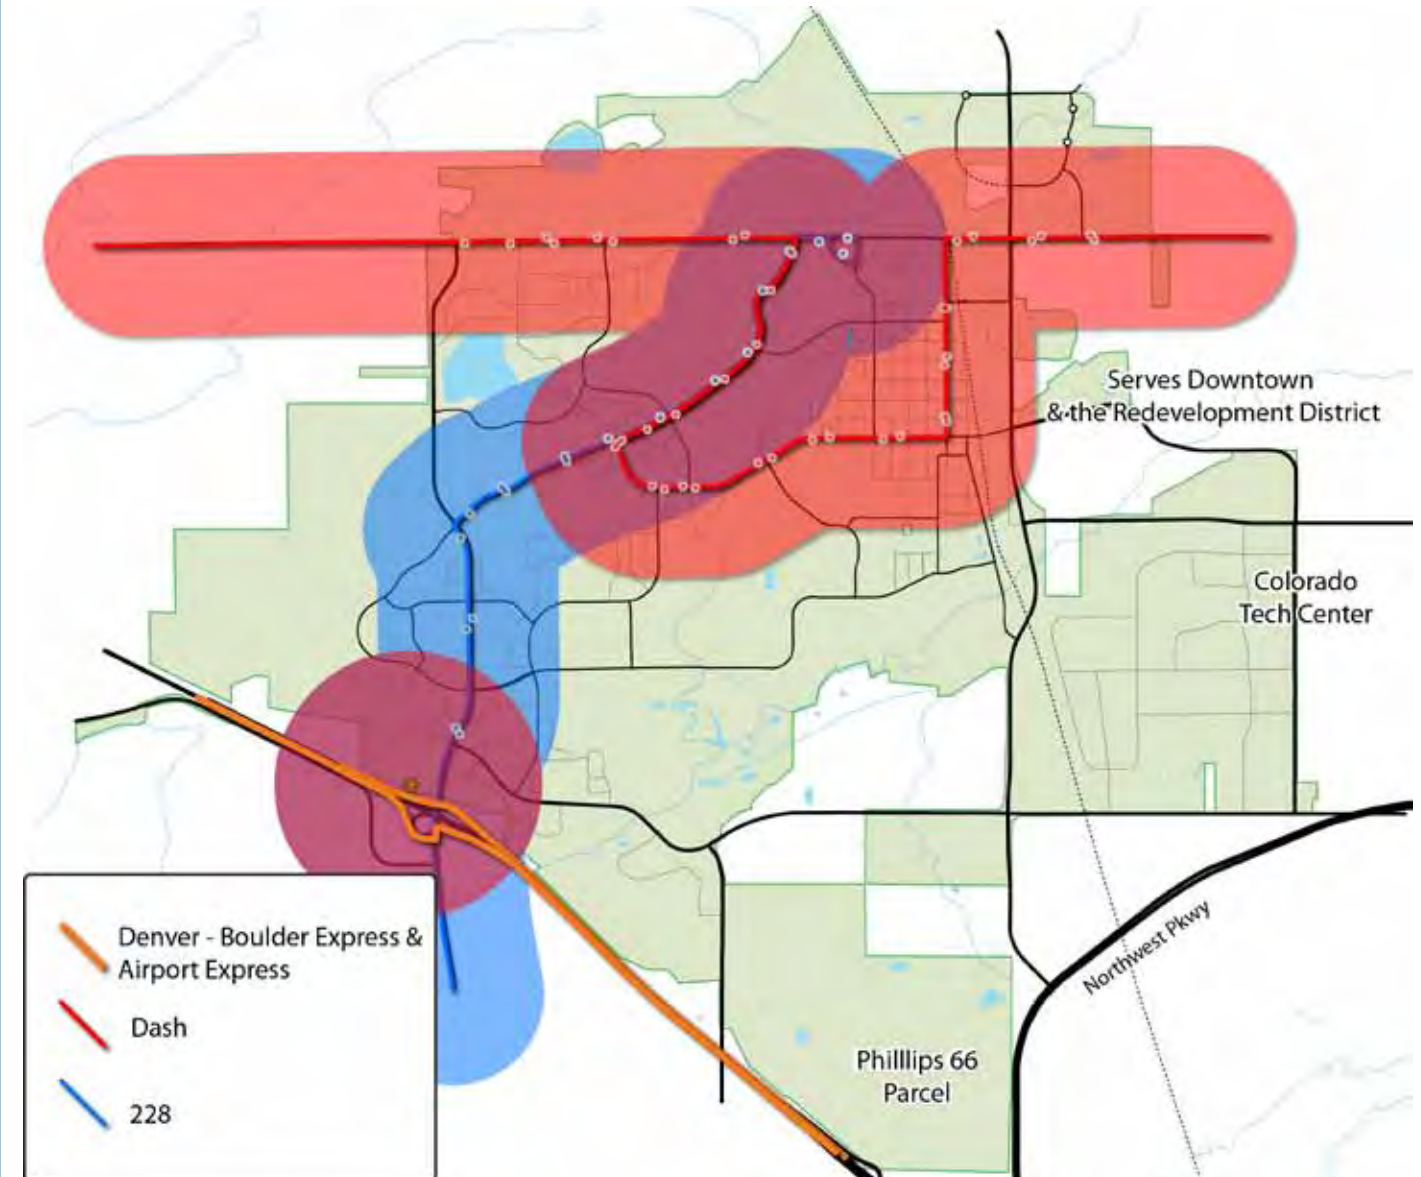 Serves Downtown
& the Redevelopment District
Colorado
Tech Center
Northwest Pkwy
Denver - Boulder Express &
Airport Express
Dash
228
Philllips 66
Parcel